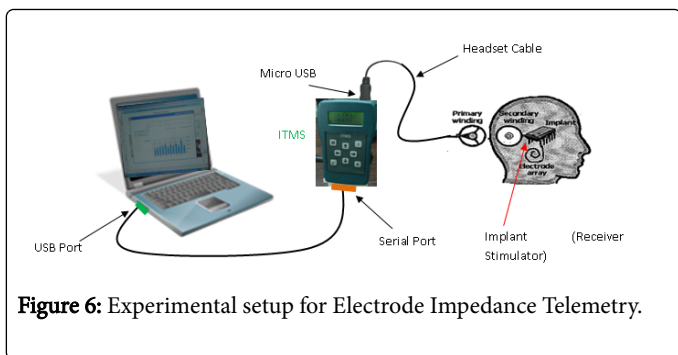 Headset Cable
Micro USB
Primary
winding
Secondary
winding
Implant
ITMS
ITMS
Electrode
array
USB Port
Serial Port
Implant (Receiver
Stimulator)
Figure 6: Experimental setup for Electrode Impedance Telemetry.